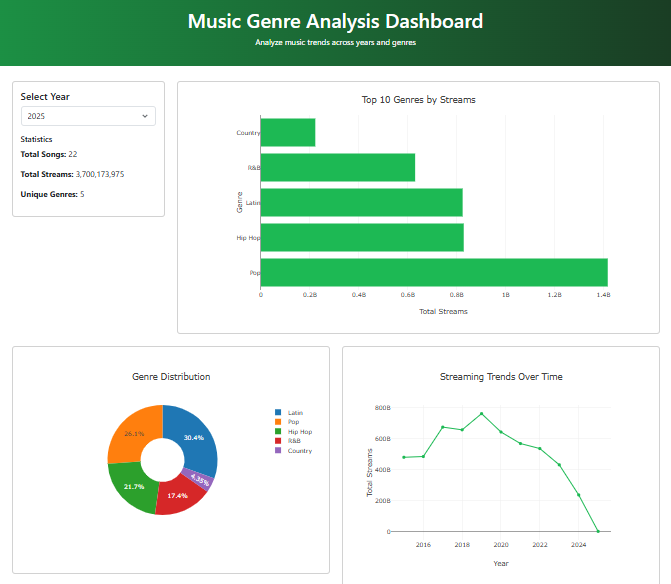 Music Genre Analysis Dashboard
Analyze music trends across years and genres
Select Year
2025
Statistics
Total Songs: 22
Total Streams: 3,700,173,975
Unique Genres: 5
Top 10 Genres by Streams
Genre
Country
R&B
Latin
Hip Hop
Pop
0 0.2B 0.4B 0.6B 0.8B 1B 1.2B 1.4B
Total Streams
Genre Distribution
30.4%
26.1%
21.7%
17.4%
4.35%
Latin
Pop
Hip Hop
R&B
Country
Streaming Trends Over Time
Total Streams
800B
600B
400B
200B
0
2016 2018 2020 2022 2024
Year